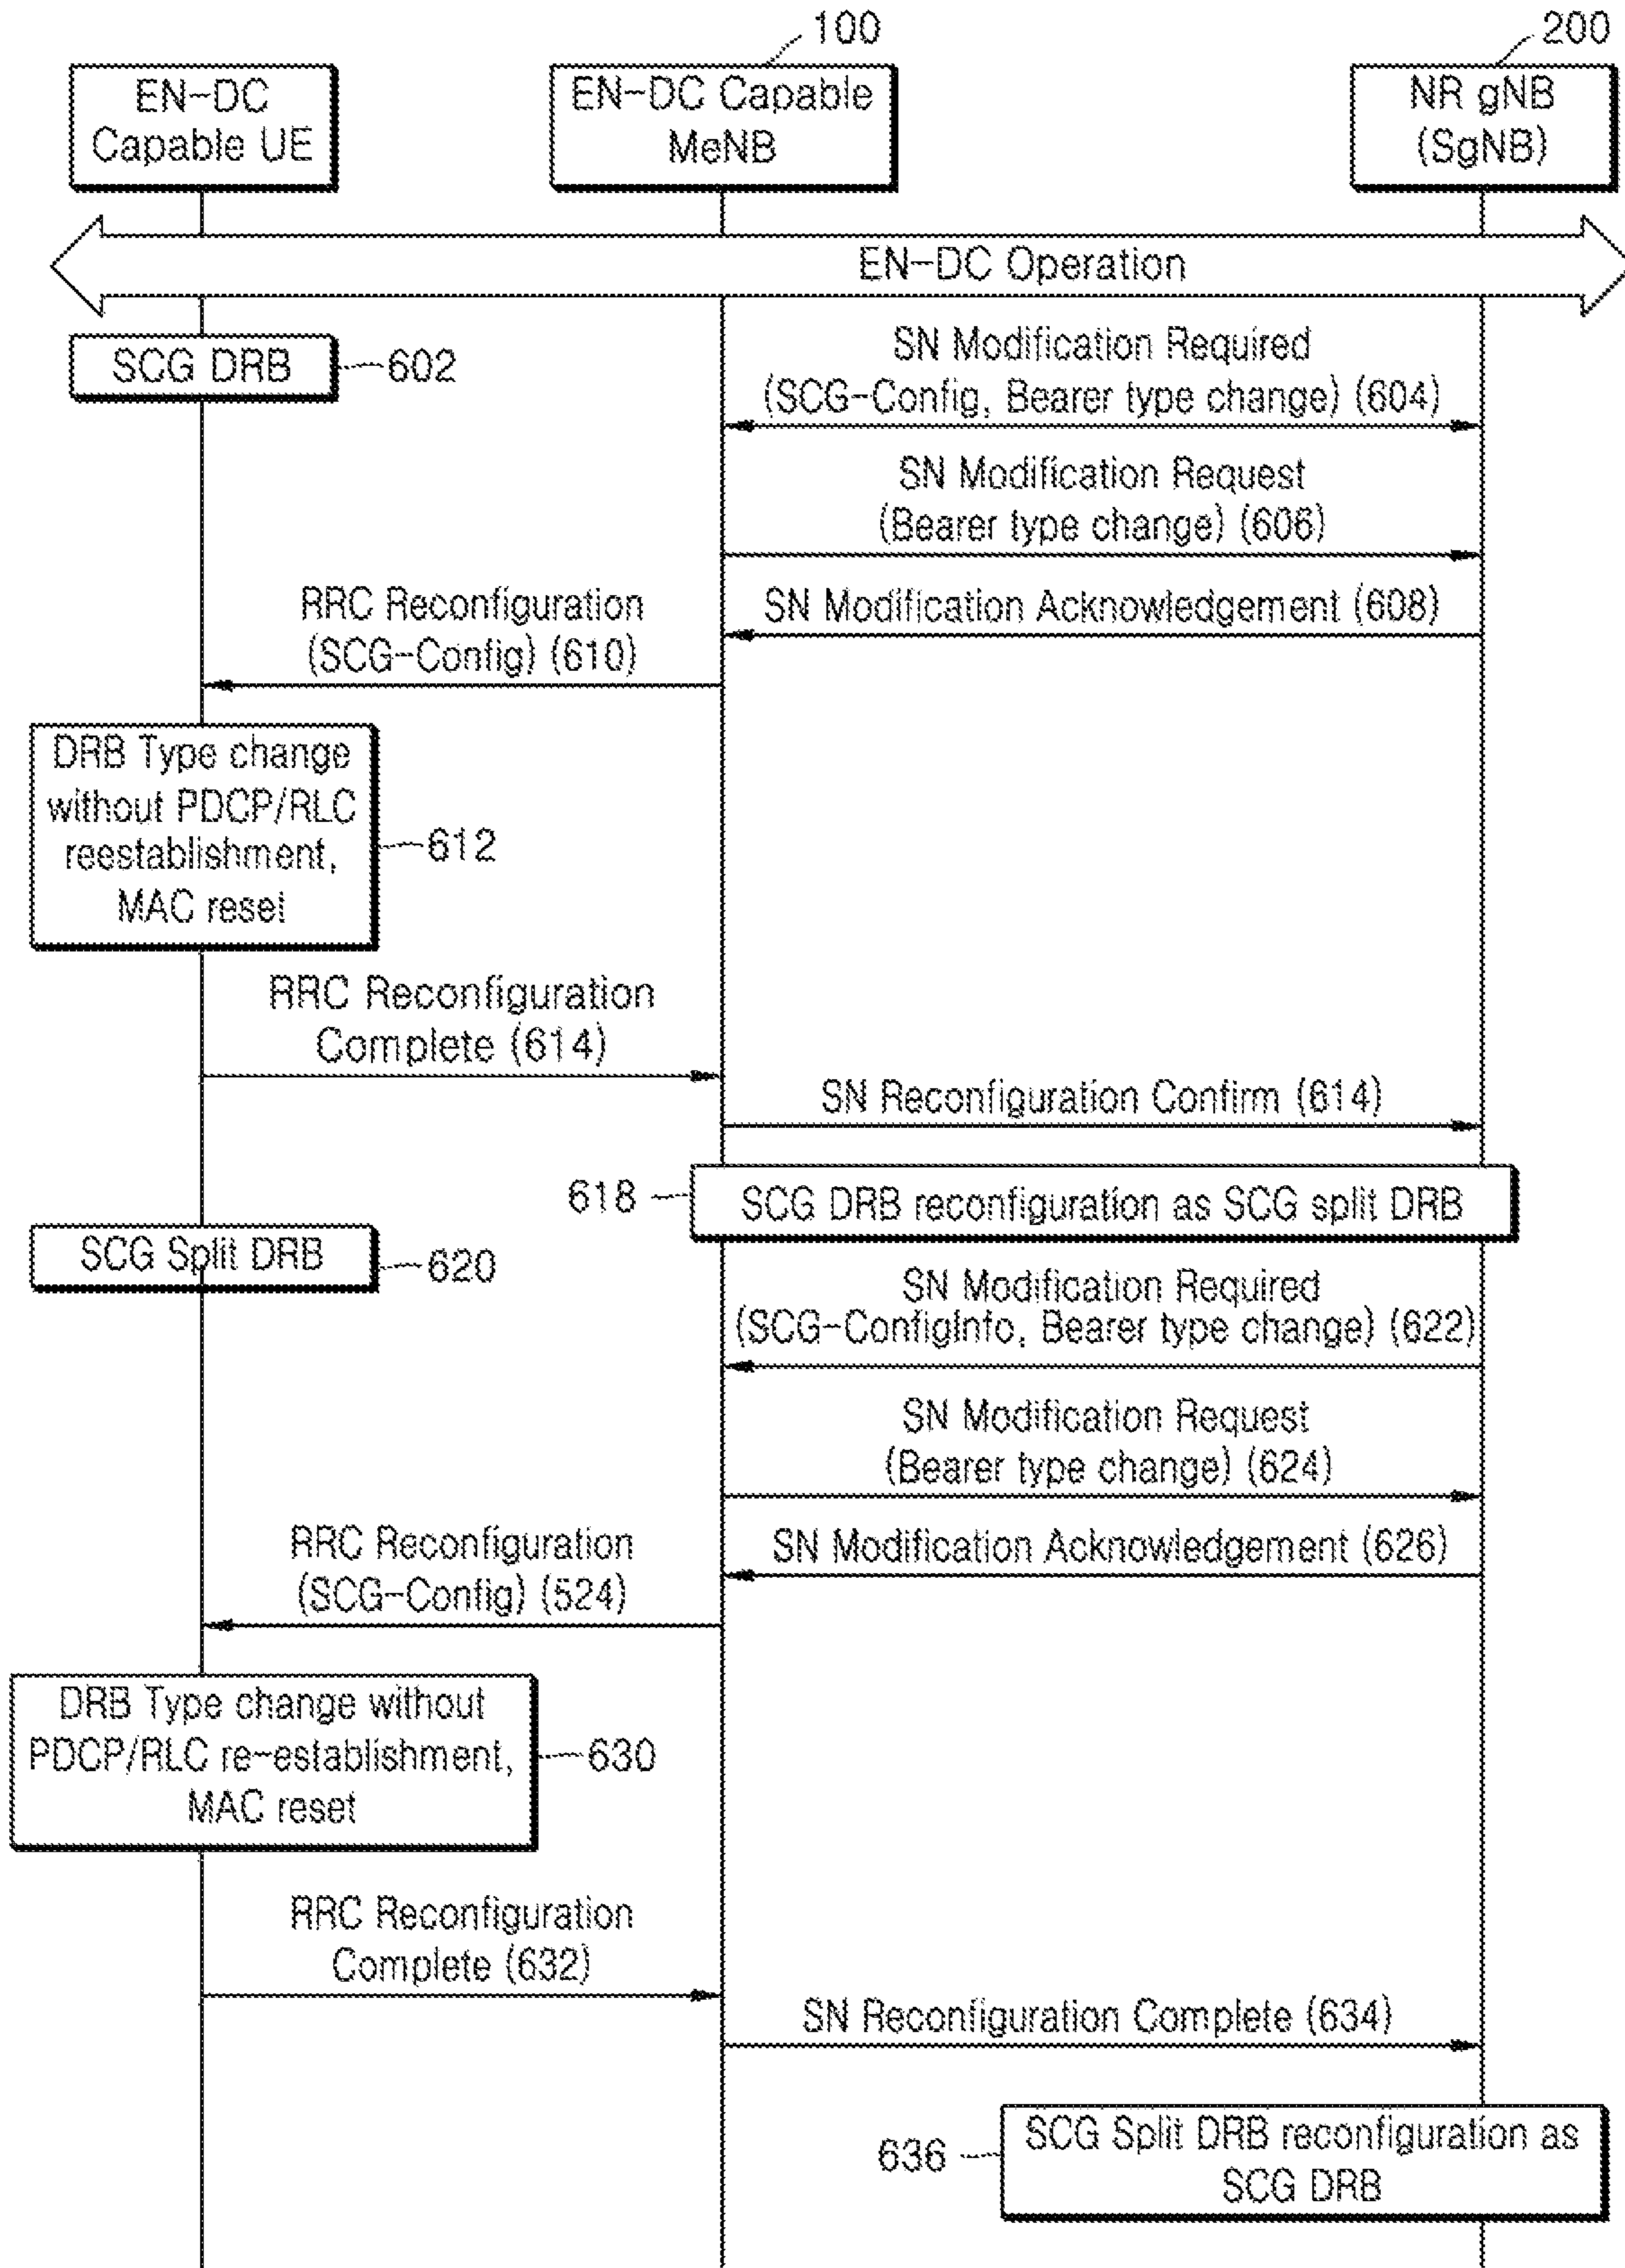 100
200
EN-DC
Capable UE
EN-DC Capable
MeNB
NR gNB
(SgNB)
EN-DC Operation
SCG DRB
602
SN Modification Required
(SCG-Config, Bearer type change) (604)
SN Modification Request
(Bearer type change) (606)
SN Modification Acknowledgement (608)
RRC Reconfiguration
(SCG-Config) (610)
DRB Type change
without PDCP/RLC
reestablishment,
MAC reset
612
RRC Reconfiguration
Complete (614)
SN Reconfiguration Confirm (614)
618
SCG DRB reconfiguration as SCG split DRB
SCG Split DRB
620
SN Modification Required
(SCG-ConfigInfo, Bearer type change) (622)
SN Modification Request
(Bearer type change) (624)
SN Modification Acknowledgement (626)
RRC Reconfiguration
(SCG-Config) (524)
DRB Type change without
PDCP/RLC re-establishment,
MAC reset
630
RRC Reconfiguration
Complete (632)
SN Reconfiguration Complete (634)
636
SCG Split DRB reconfiguration as
SCG DRB